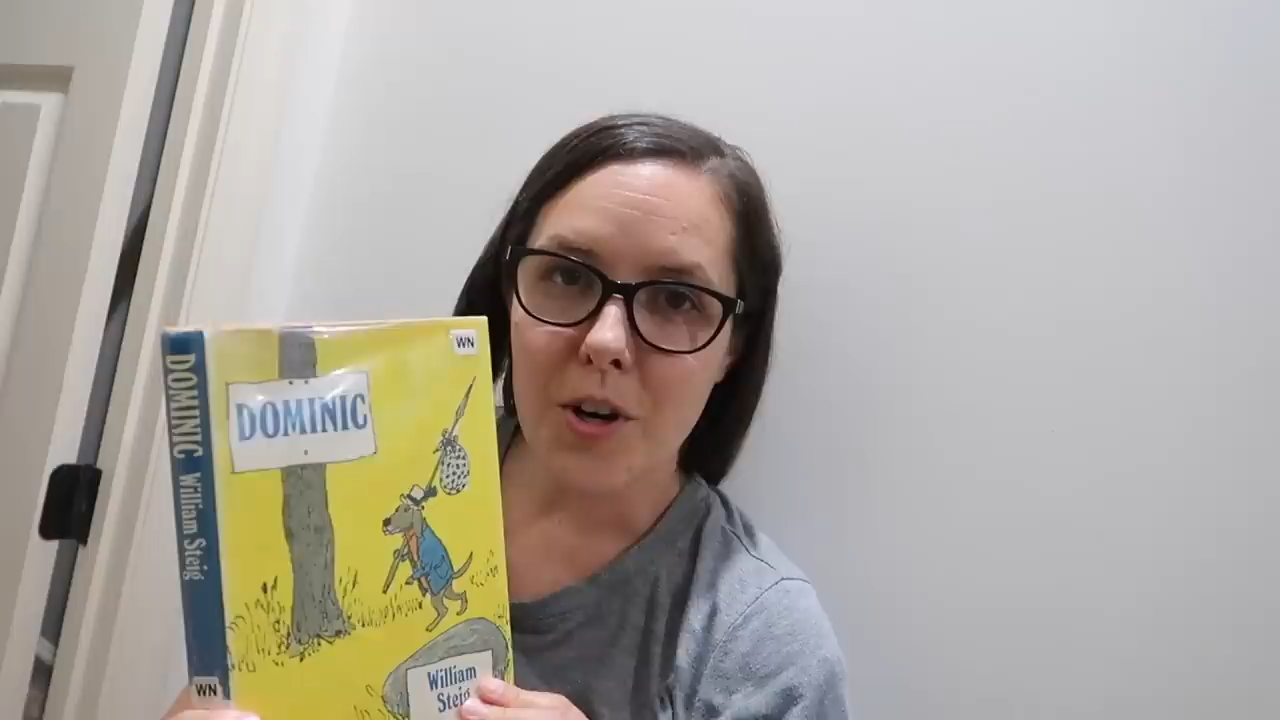 WN
DOMINIC
William
Steig
DOMINIC William Steig
WN